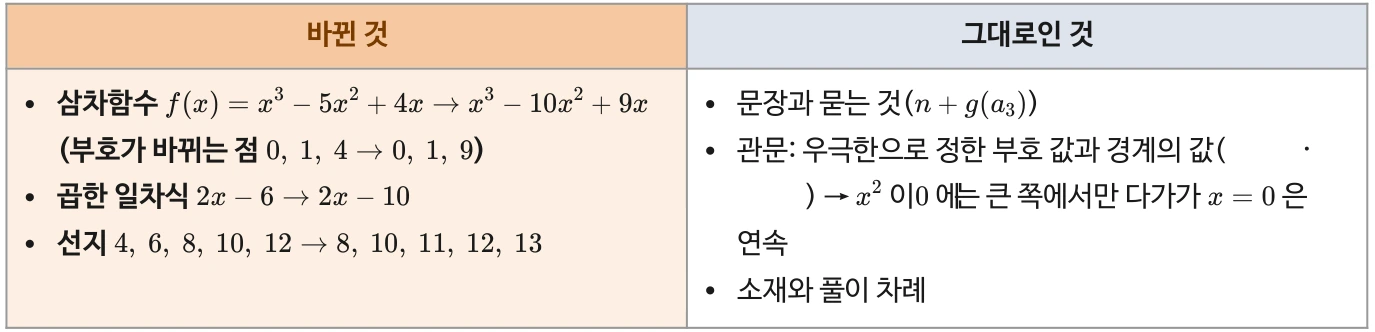 바뀐 것
그대로인 것
• 삼차함수 f(x) = x³ − 5x² + 4x → x³ − 10x² + 9x
(부호가 바뀌는 점 0, 1, 4 → 0, 1, 9)
• 곱한 일차식 2x − 6 → 2x − 10
• 선지 4, 6, 8, 10, 12 → 8, 10, 11, 12, 13
• 문장과 묻는 것(n + g(a₃))
• 관문: 우극한으로 정한 부호 값과 경계의 값( ·
) → x² 이0 에는 큰 쪽에서만 다가가 x = 0 은
연속
• 소재와 풀이 차례